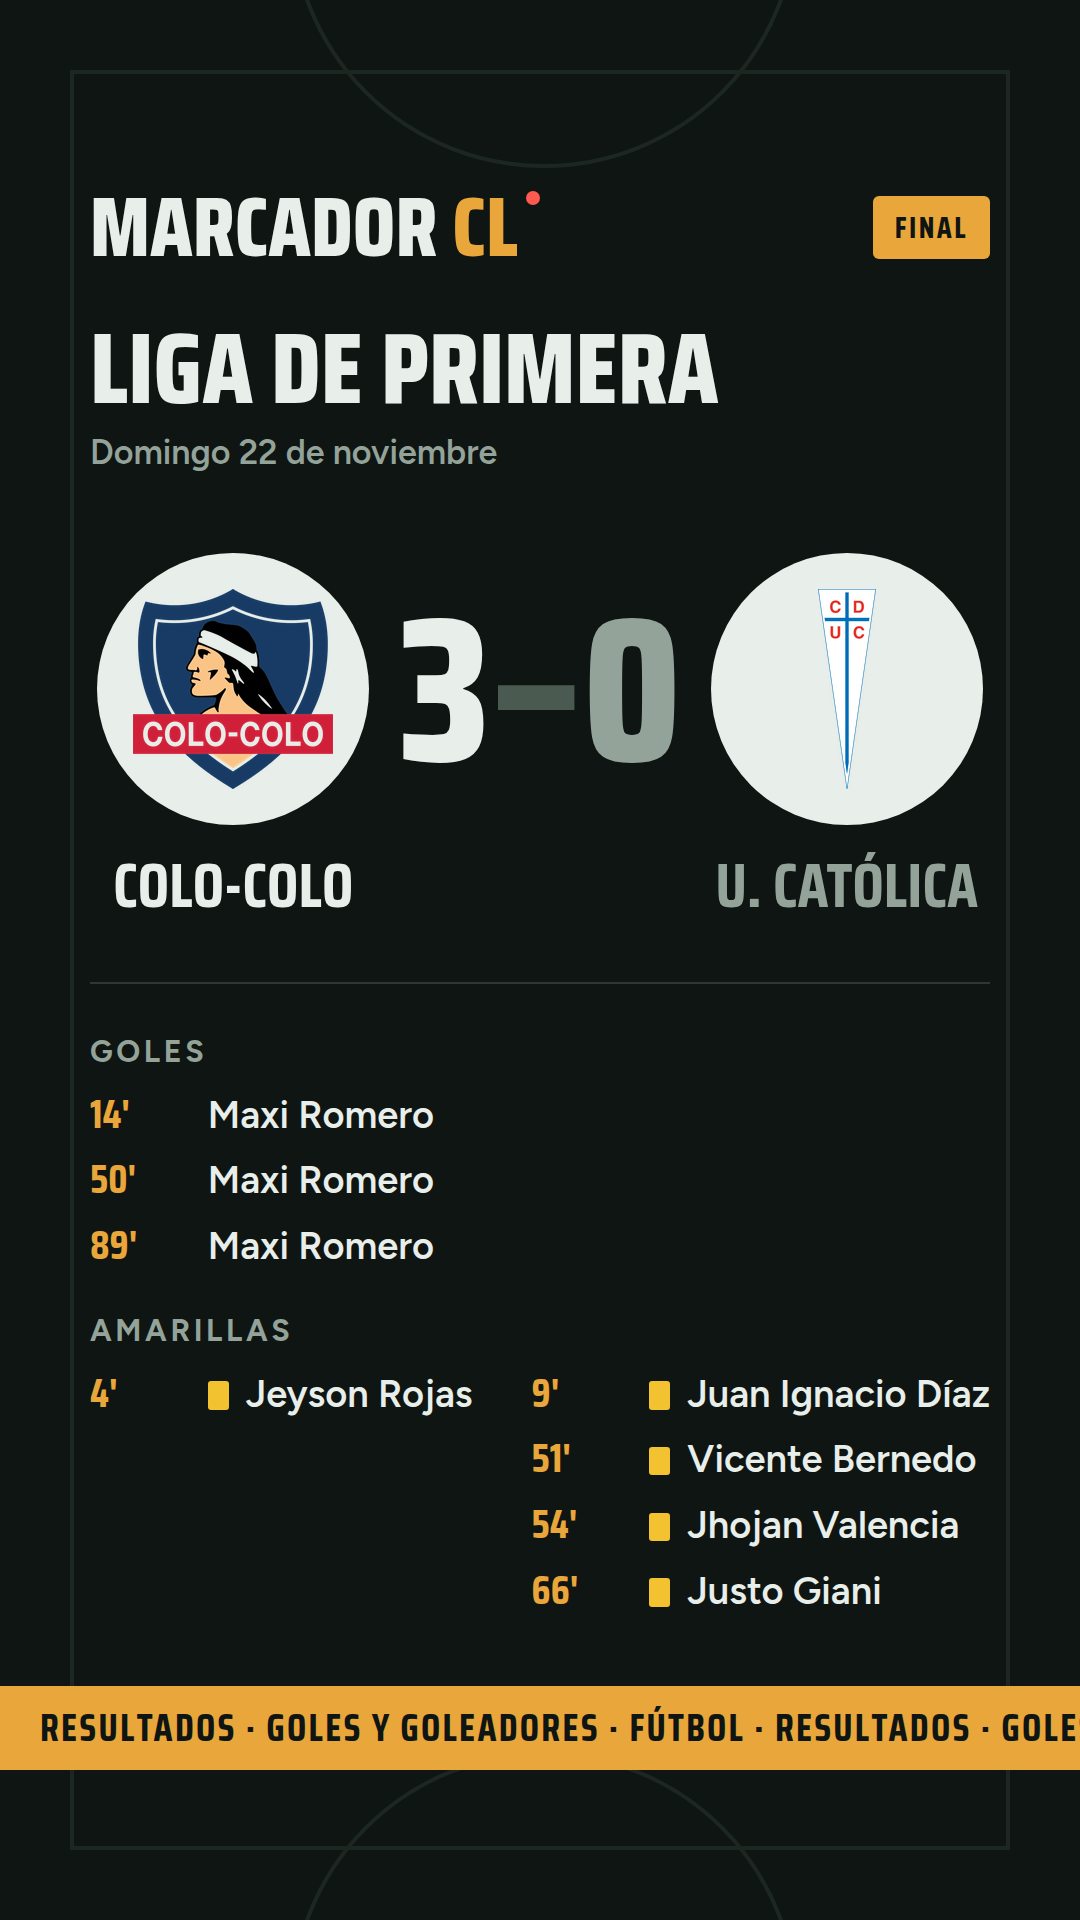 MARCADOR CL
FINAL
LIGA DE PRIMERA
Domingo 22 de noviembre
COLO-COLO
3–0
C D
U C
COLO-COLO
U. CATÓLICA
GOLES
14' Maxi Romero
50' Maxi Romero
89' Maxi Romero
AMARILLAS
4' Jeyson Rojas
9' Juan Ignacio Díaz
51' Vicente Bernedo
54' Jhojan Valencia
66' Justo Giani
RESULTADOS · GOLES Y GOLEADORES · FÚTBOL · RESULTADOS · GOLE